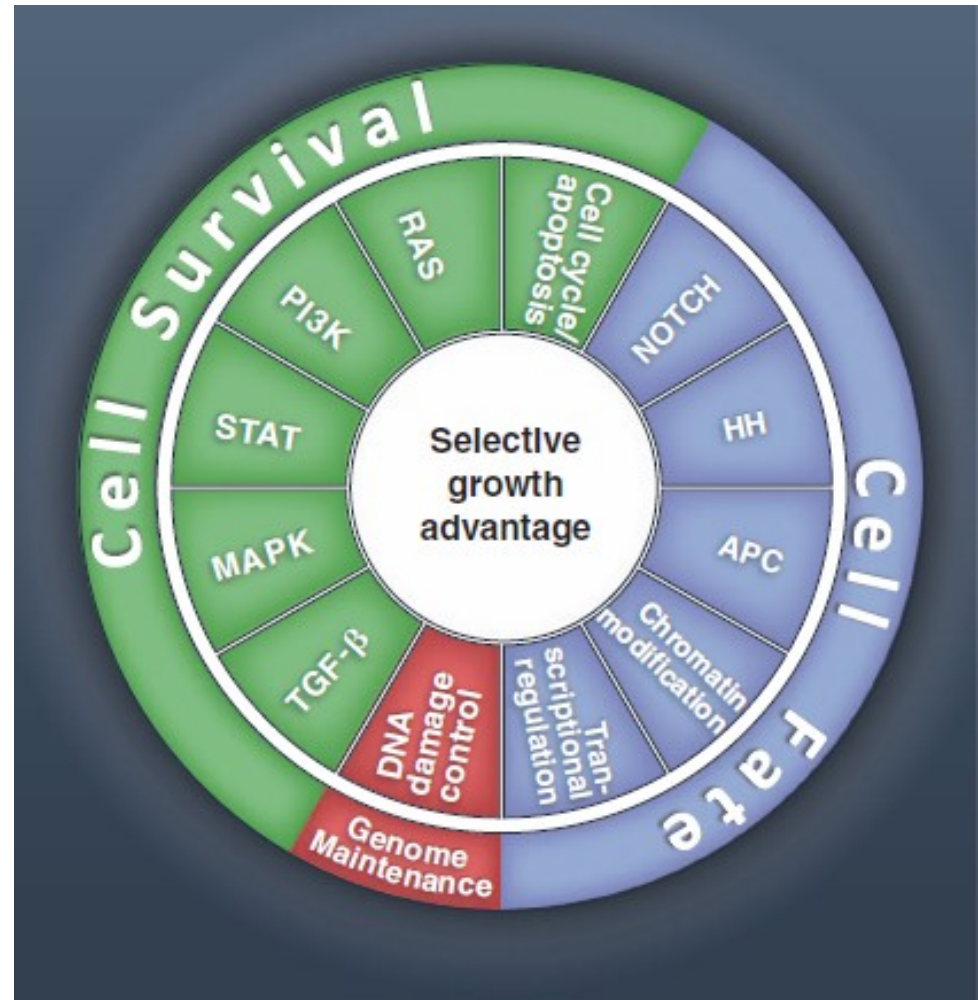 Cell Survival
Cell Fate
Genome
Maintenance
Cell cycle/
apoptosis
NOTCH
HH
APC
Chromatin
modification
Tran-
scriptional
regulation
DNA
damage
control
TGF-β
MAPK
STAT
PI3K
RAS
Selective
growth
advantage